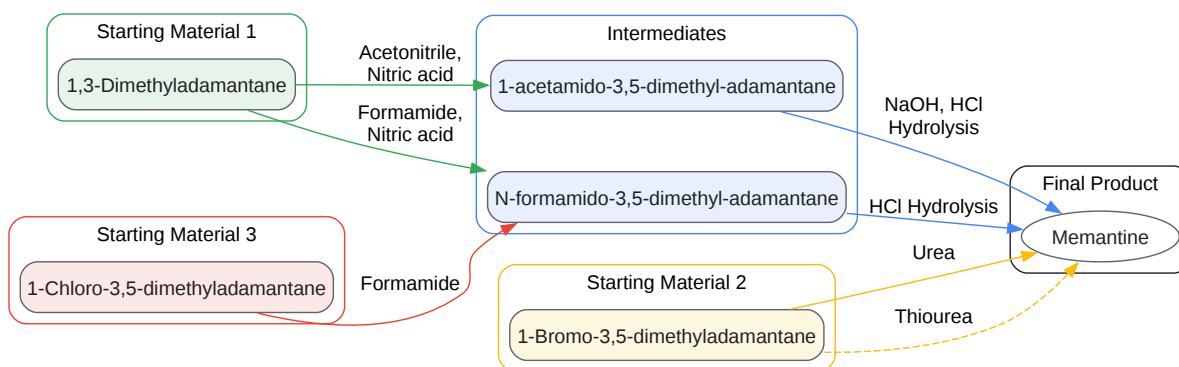 Starting Material 1
1,3-Dimethyladamantane
Acetonitrile,
Nitric acid
Formamide,
Nitric acid
Intermediates
1-acetamido-3,5-dimethyl-adamantane
N-formamido-3,5-dimethyl-adamantane
NaOH, HCl
Hydrolysis
HCl Hydrolysis
Final Product
Memantine
Starting Material 3
1-Chloro-3,5-dimethyladamantane
Formamide
Starting Material 2
1-Bromo-3,5-dimethyladamantane
Urea
Thiourea